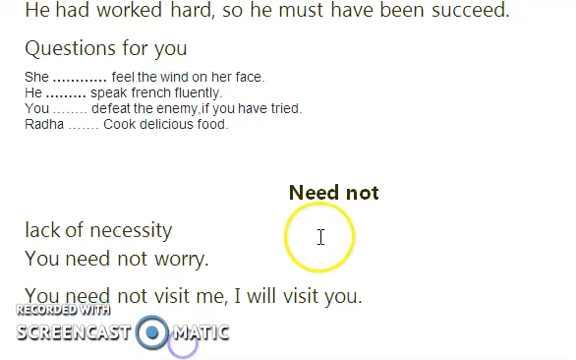 He had worked hard, so he must have been succeed.
Questions for you
She ............ feel the wind on her face.
He ......... speak french fluently.
You ........ defeat the enemy,if you have tried.
Radha ....... Cook delicious food.
Need not
lack of necessity
You need not worry.
You need not visit me, I will visit you.
RECORDED WITH
SCREENCAST MATIC